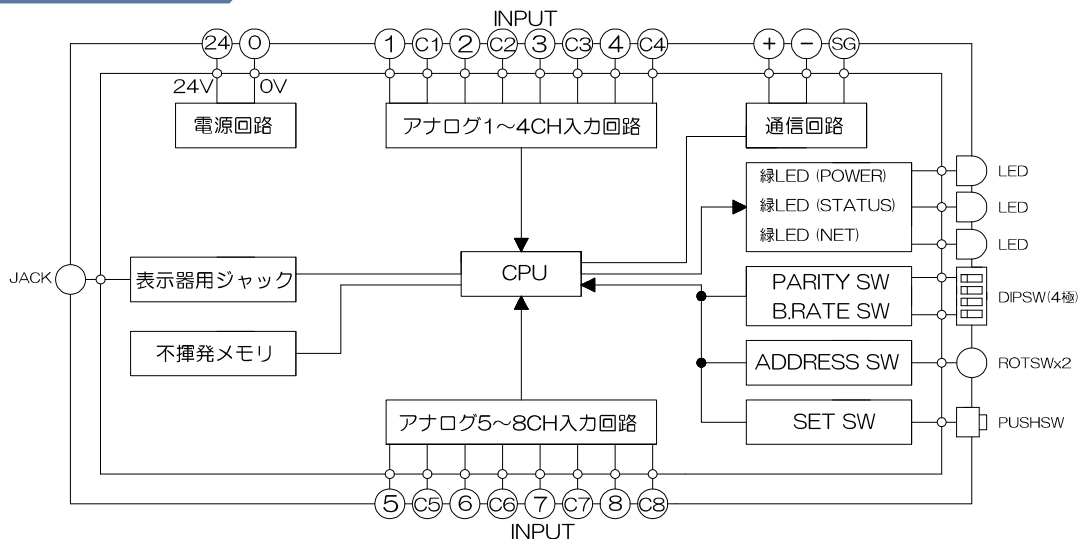 INPUT
24 0 1 C1 2 C2 3 C3 4 C4 + − SG
24V 0V
電源回路
アナログ1〜4CH入力回路
通信回路
緑LED (POWER)
LED
緑LED (STATUS)
LED
緑LED (NET)
LED
JACK
表示器用ジャック
CPU
PARITY SW
B.RATE SW
DIPSW(4極)
不揮発メモリ
ADDRESS SW
ROTSWx2
アナログ5〜8CH入力回路
SET SW
PUSHSW
5 C5 6 C6 7 C7 8 C8
INPUT